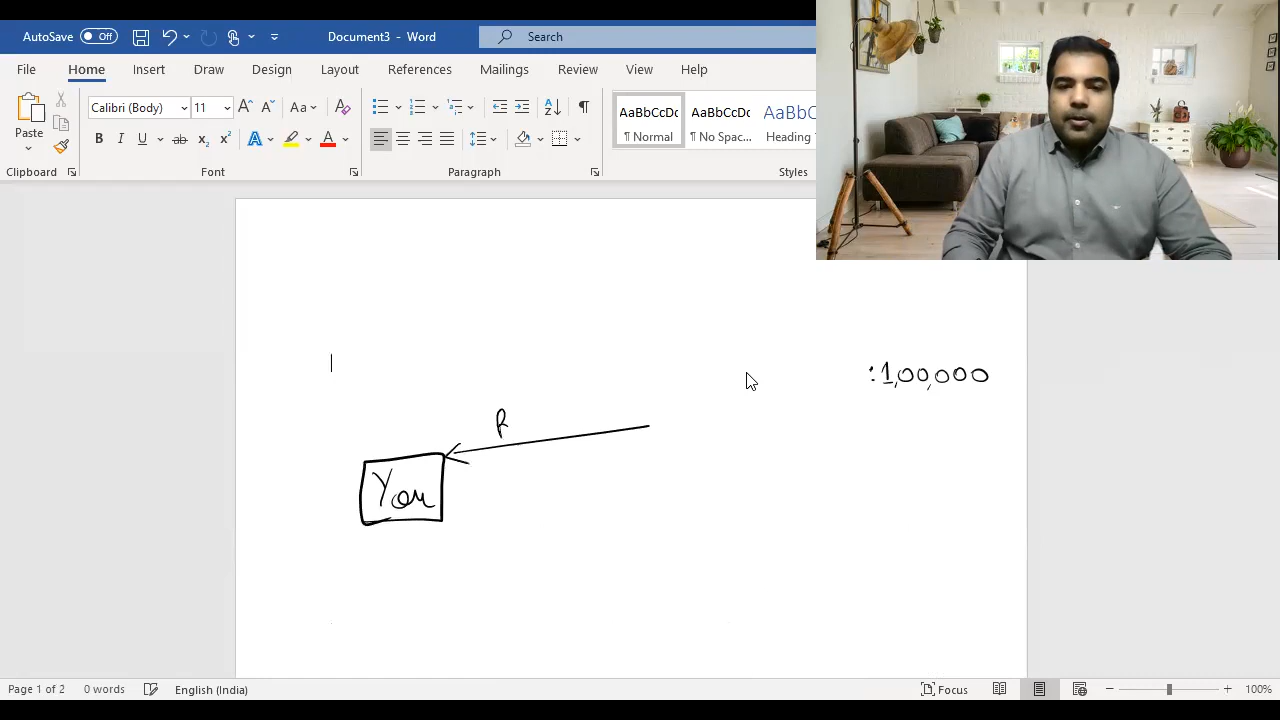 AutoSave Off Document3 - Word Search
File Home Insert Draw Design Layout References Mailings Review View Help
Paste Calibri (Body) 11 Aa AaBbCcDc AaBbCcDc AaBbCc
¶ Normal ¶ No Spac... Heading
Clipboard Font Paragraph Styles
:1,00,000
R
You
Page 1 of 2 0 words English (India) Focus 100%